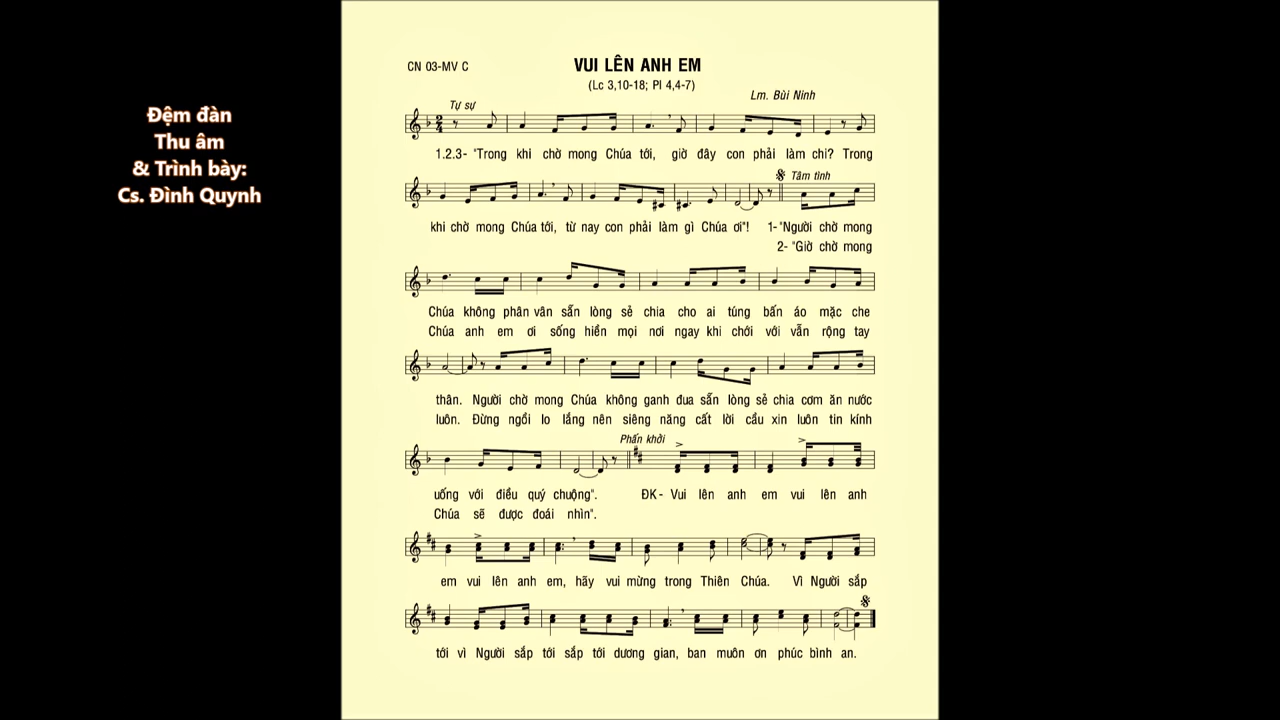 Đệm đàn
Thu âm
& Trình bày:
Cs. Đình Quynh
CN 03-MV C
VUI LÊN ANH EM
(Lc 3,10-18; Pl 4,4-7)
Lm. Bùi Ninh
Tự sự
1.2.3- "Trong khi chờ mong Chúa tới, giờ đây con phải làm chi? Trong
Tâm tình
khi chờ mong Chúa tới, từ nay con phải làm gì Chúa ơi"! 1- "Người chờ mong
2- "Giờ chờ mong
Chúa không phân vân sẵn lòng sẻ chia cho ai túng bấn áo mặc che
Chúa anh em ơi sống hiền mọi nơi ngay khi chới với vẫn rộng tay
thân. Người chờ mong Chúa không ganh đua sẵn lòng sẻ chia cơm ăn nước
luôn. Đừng ngồi lo lắng nên siêng năng cất lời cầu xin luôn tin kính
Phấn khởi
uống với điều quý chuộng". ĐK- Vui lên anh em vui lên anh
Chúa sẽ được đoái nhìn".
em vui lên anh em, hãy vui mừng trong Thiên Chúa. Vì Người sắp
tới vì Người sắp tới sắp tới dương gian, ban muôn ơn phúc bình an.